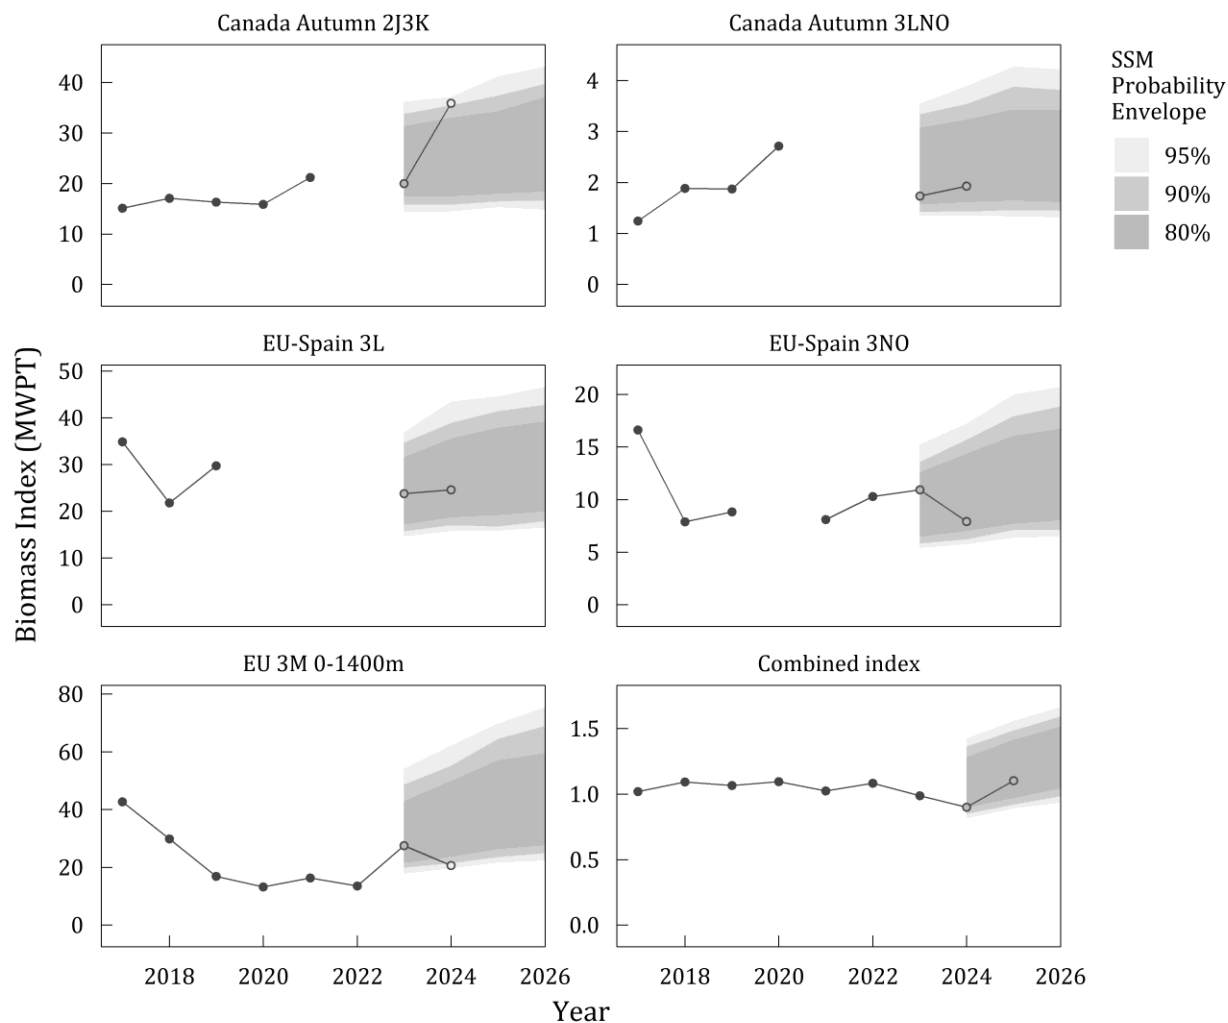 Canada Autumn 2J3K
40
30
20
10
0
Canada Autumn 3LNO
4
3
2
1
0
SSM
Probability
Envelope
95%
90%
80%
Biomass Index (MWPT)
EU-Spain 3L
50
40
30
20
10
0
EU-Spain 3NO
20
15
10
5
0
EU 3M 0-1400m
80
60
40
20
0
2018 2020 2022 2024 2026
Combined index
1.5
1.0
0.5
0.0
2018 2020 2022 2024 2026
Year